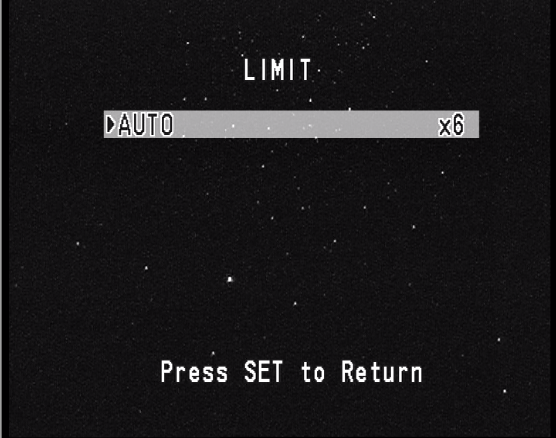 LIMIT
AUTO x6
Press SET to Return